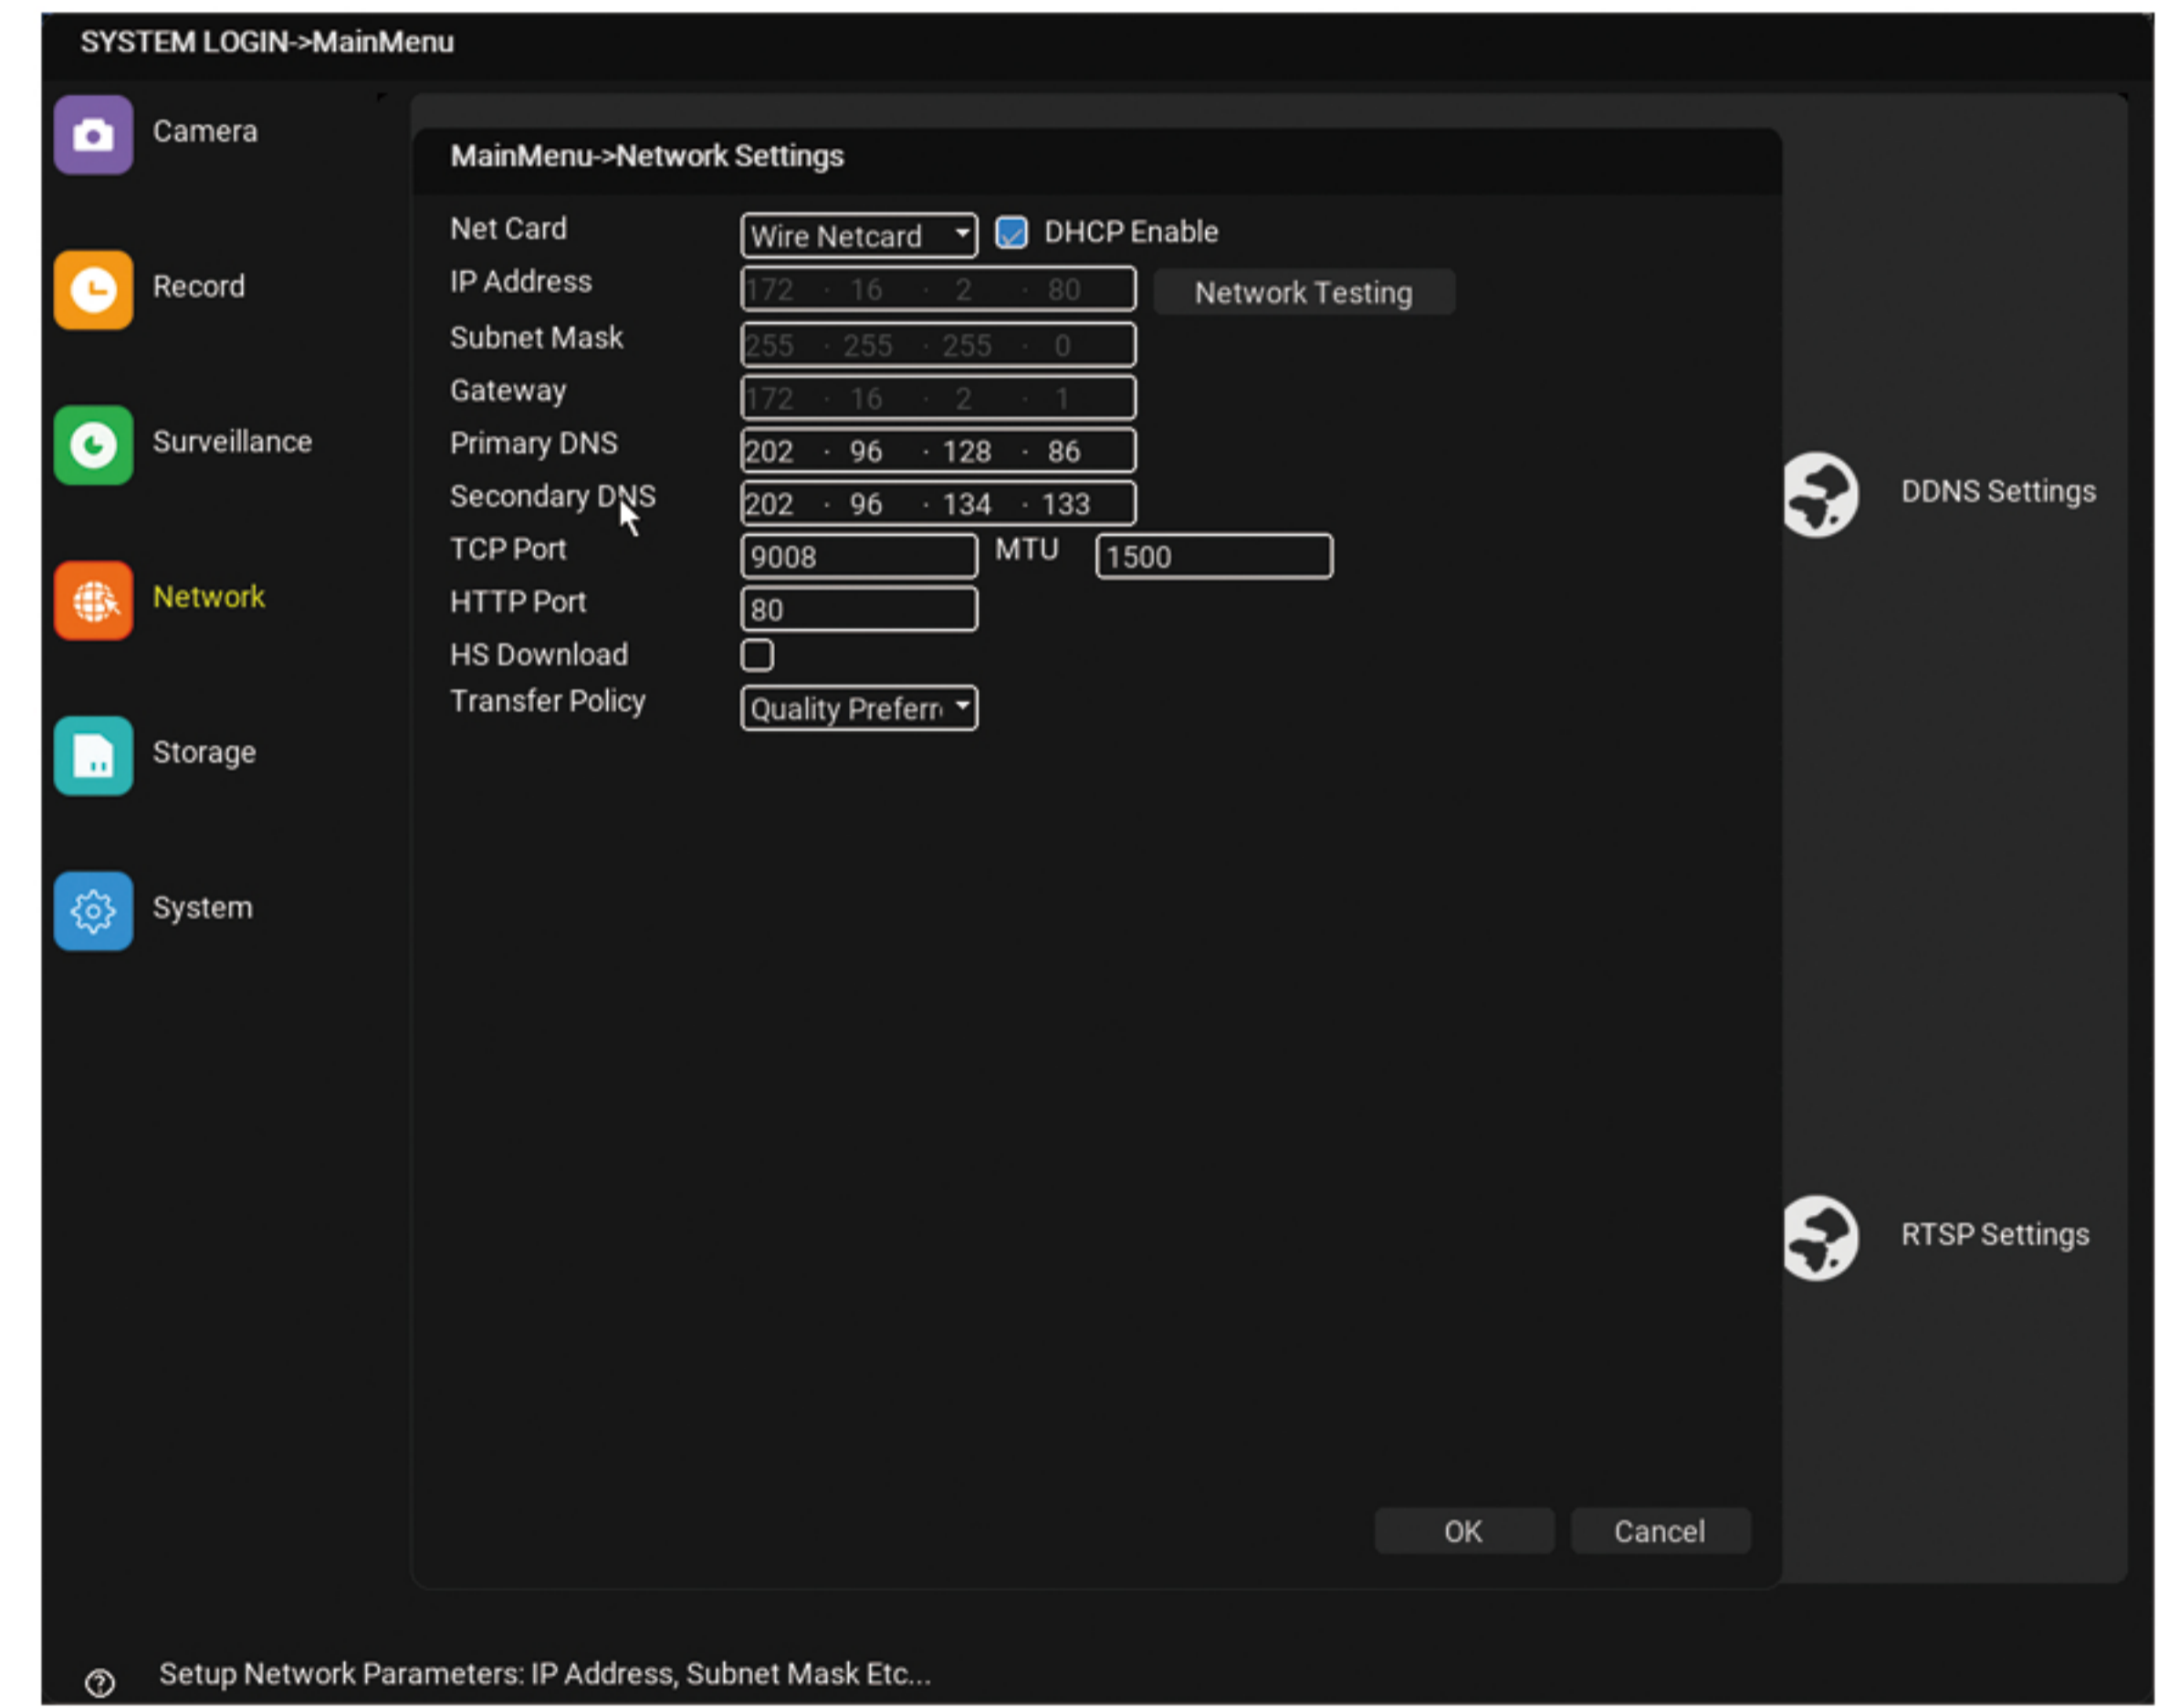 SYSTEM LOGIN->MainMenu
Camera
Record
Surveillance
Network
Storage
System
MainMenu->Network Settings
Net Card Wire Netcard DHCP Enable
IP Address 172 . 16 . 2 . 80 Network Testing
Subnet Mask 255 . 255 . 255 . 0
Gateway 172 . 16 . 2 . 1
Primary DNS 202 . 96 . 128 . 86
Secondary DNS 202 . 96 . 134 . 133
TCP Port 9008 MTU 1500
HTTP Port 80
HS Download
Transfer Policy Quality Preferr
OK Cancel
DDNS Settings
RTSP Settings
Setup Network Parameters: IP Address, Subnet Mask Etc...